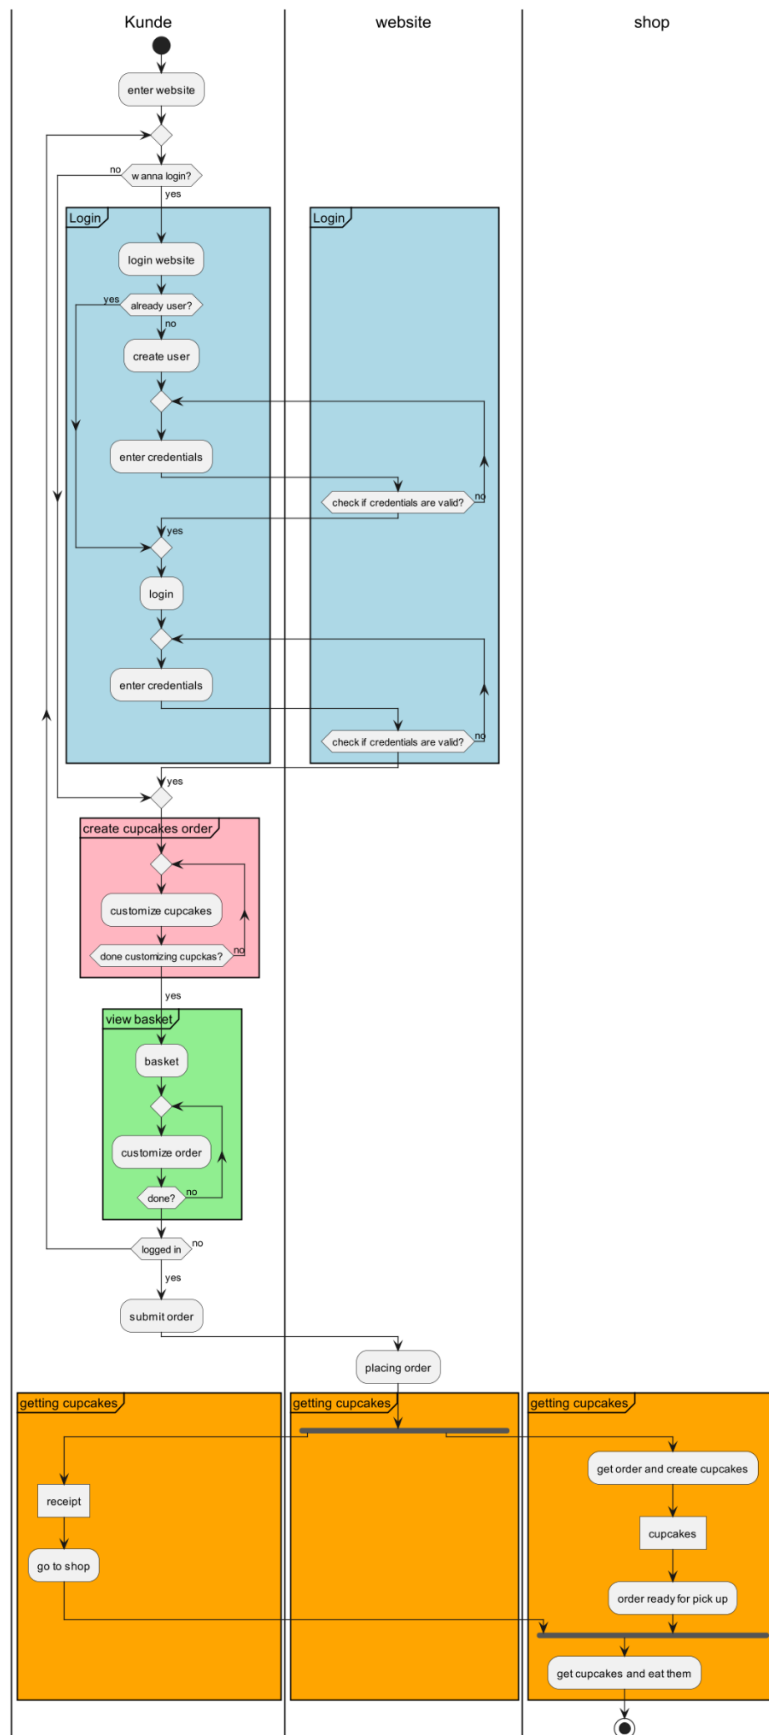 Kunde
website
shop
enter website
wanna login?
no
yes
Login
Login
login website
already user?
yes
no
create user
enter credentials
check if credentials are valid?
no
yes
login
enter credentials
check if credentials are valid?
no
yes
create cupcakes order
customize cupcakes
done customizing cupckas?
no
yes
view basket
basket
customize order
done?
no
logged in
no
yes
submit order
placing order
getting cupcakes
getting cupcakes
getting cupcakes
get order and create cupcakes
receipt
cupcakes
go to shop
order ready for pick up
get cupcakes and eat them